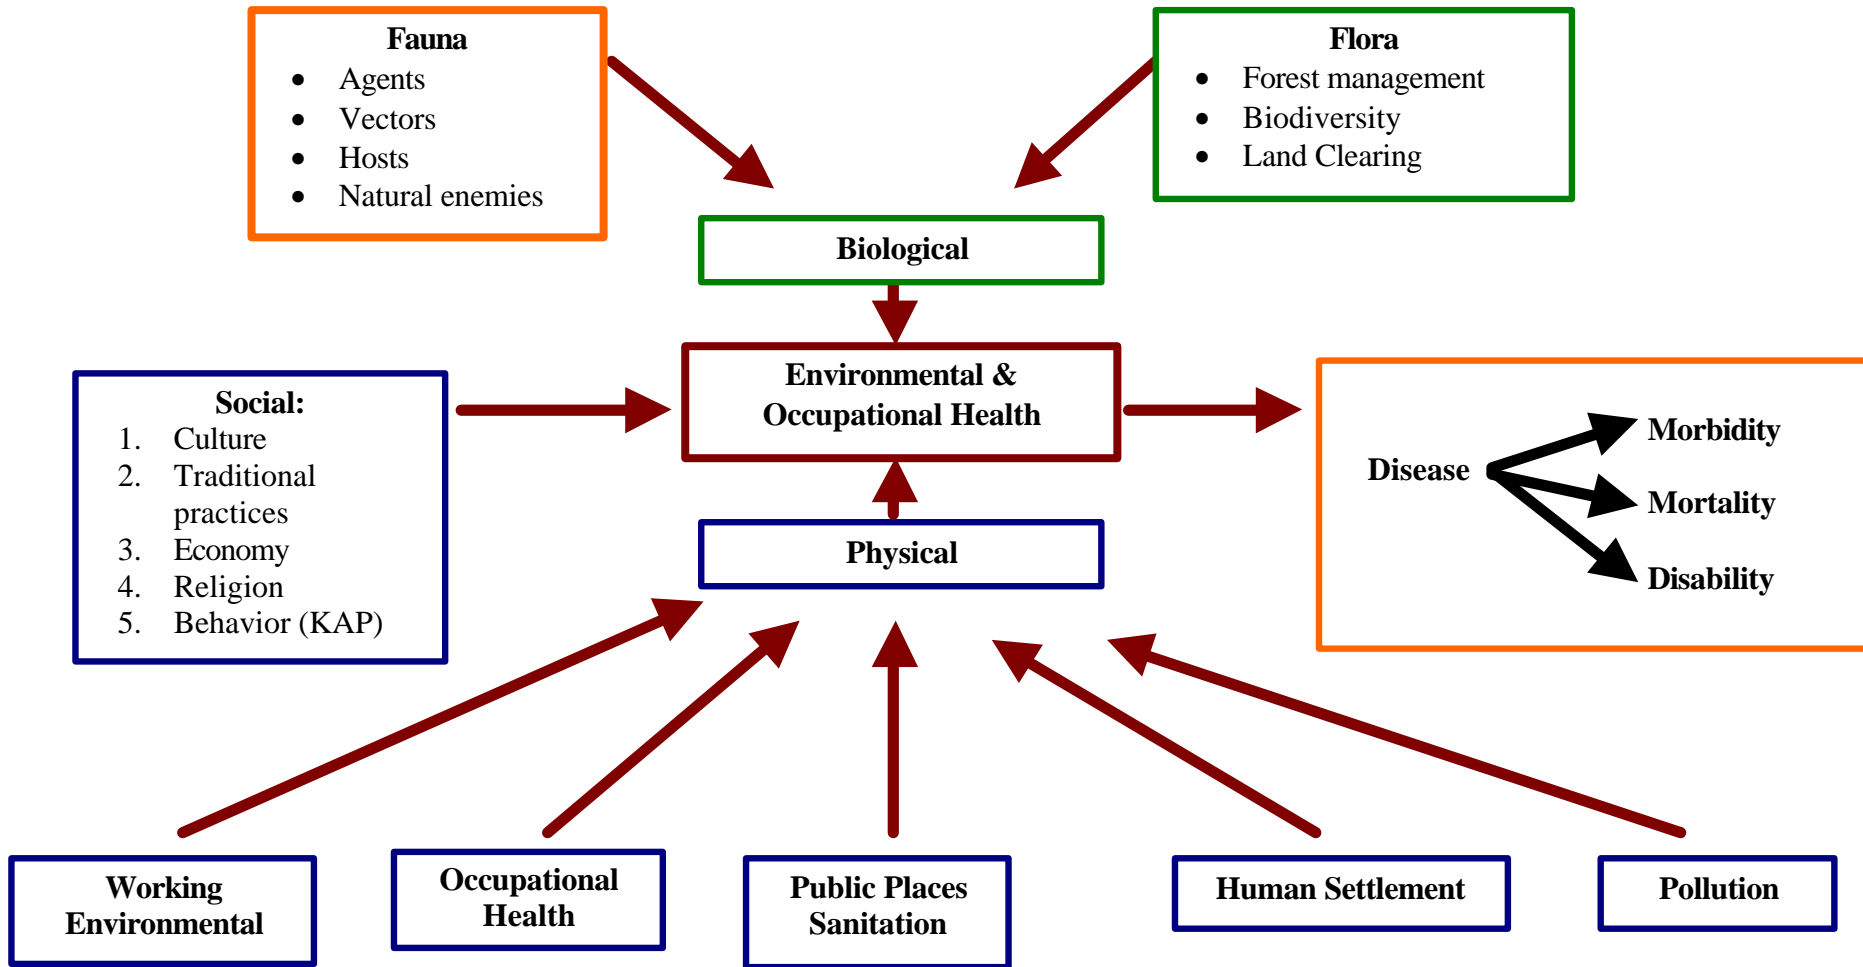 Fauna
• Agents
• Vectors
• Hosts
• Natural enemies
Flora
• Forest management
• Biodiversity
• Land Clearing
Biological
Social:
1. Culture
2. Traditional
practices
3. Economy
4. Religion
5. Behavior (KAP)
Environmental &
Occupational Health
Disease
Morbidity
Mortality
Disability
Physical
Working
Environmental
Occupational
Health
Public Places
Sanitation
Human Settlement
Pollution